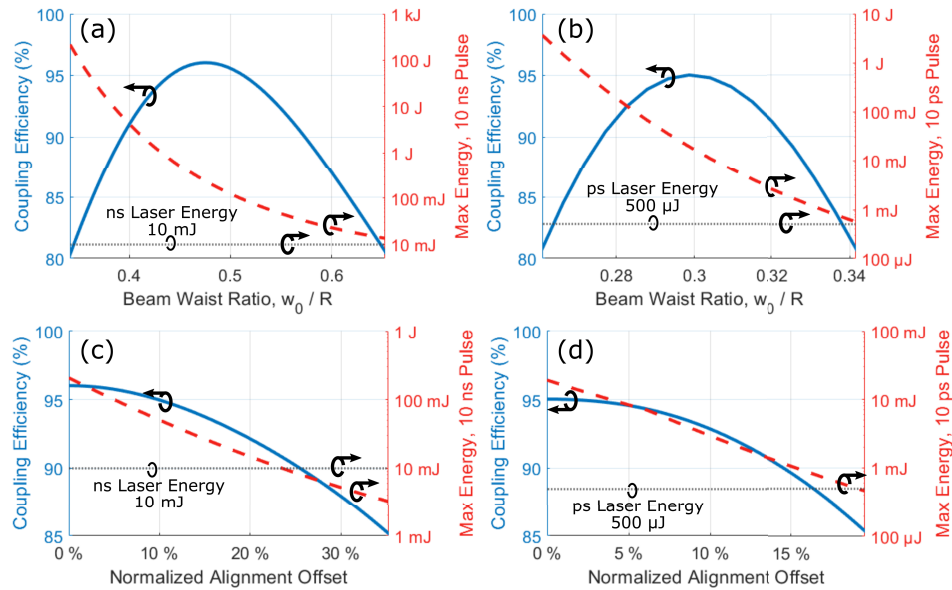 (a)
Coupling Efficiency (%)
100
95
90
85
80
0.4
0.5
0.6
Beam Waist Ratio, w0 / R
1 kJ
100 J
10 J
1 J
100 mJ
10 mJ
Max Energy, 10 ns Pulse
ns Laser Energy
10 mJ
(b)
Coupling Efficiency (%)
100
95
90
85
80
0.28
0.3
0.32
0.34
Beam Waist Ratio, w0 / R
10 J
1 J
100 mJ
10 mJ
1 mJ
100 µJ
Max Energy, 10 ps Pulse
ps Laser Energy
500 µJ
(c)
Coupling Efficiency (%)
100
95
90
85
0 %
10 %
20 %
30 %
Normalized Alignment Offset
1 J
100 mJ
10 mJ
1 mJ
Max Energy, 10 ns Pulse
ns Laser Energy
10 mJ
(d)
Coupling Efficiency (%)
100
95
90
85
0 %
5 %
10 %
15 %
Normalized Alignment Offset
100 mJ
10 mJ
1 mJ
100 µJ
Max Energy, 10 ps Pulse
ps Laser Energy
500 µJ